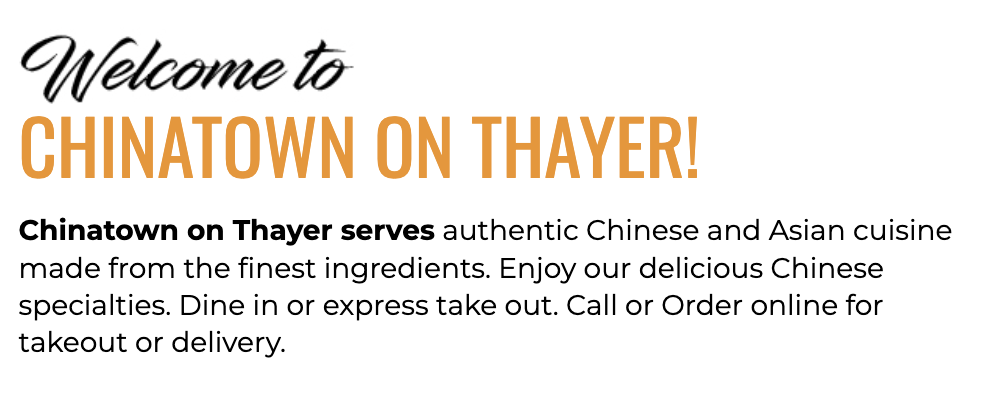 Welcome to
CHINATOWN ON THAYER!
Chinatown on Thayer serves authentic Chinese and Asian cuisine
made from the finest ingredients. Enjoy our delicious Chinese
specialties. Dine in or express take out. Call or Order online for
takeout or delivery.